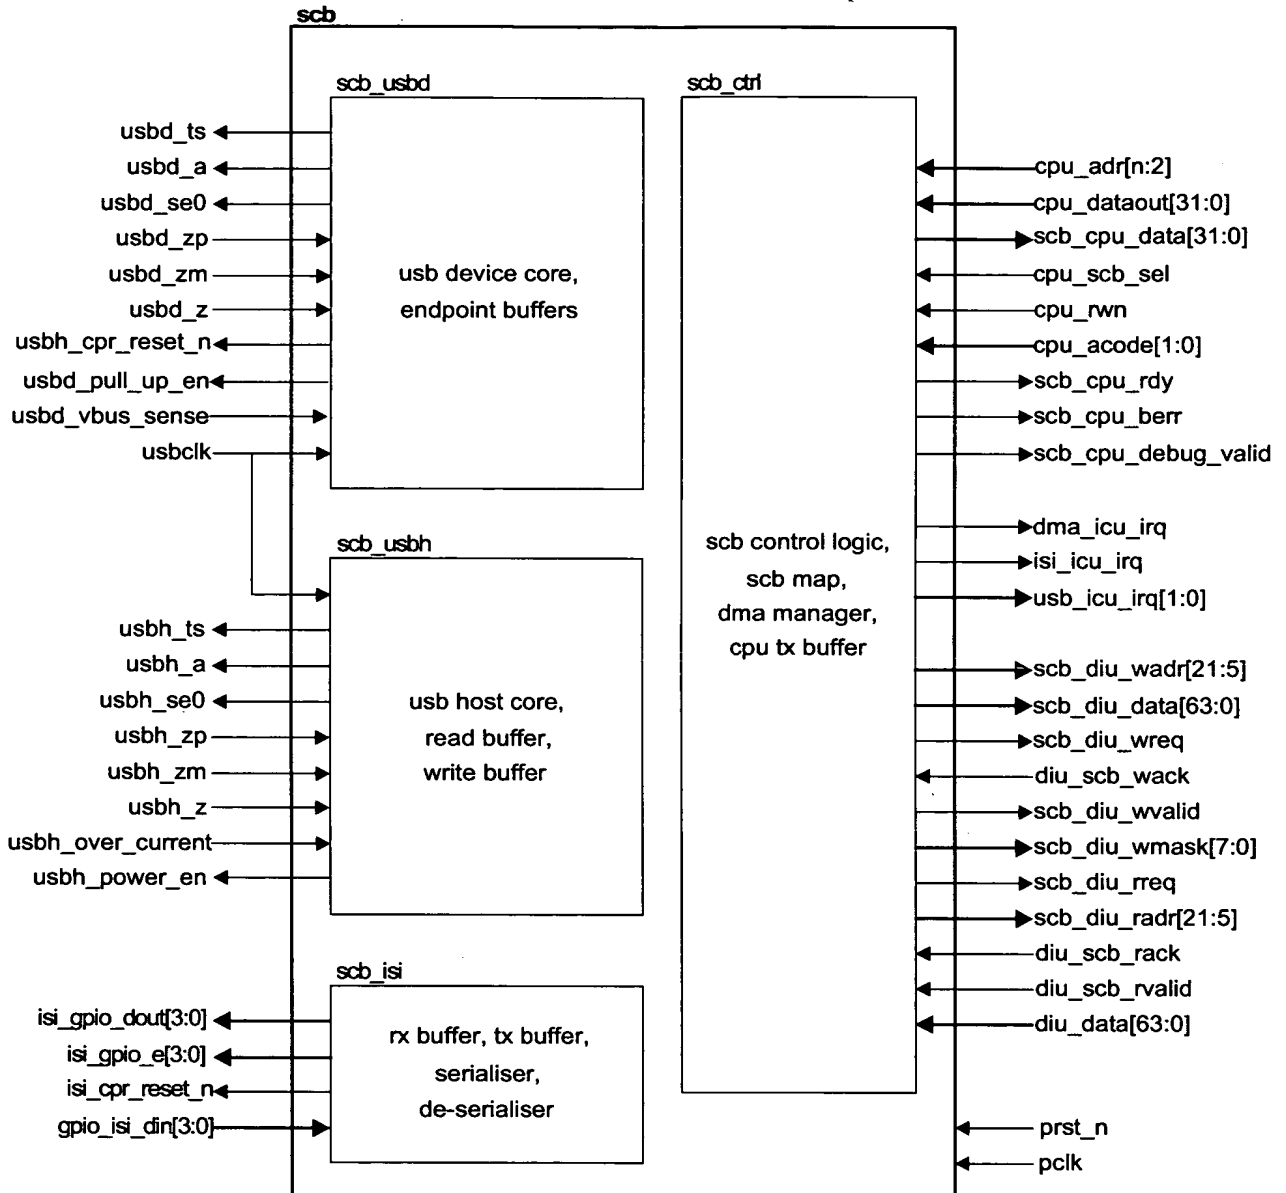 scb
scb_usbd
usbd_ts
usbd_a
usbd_se0
usbd_zp
usbd_zm
usbd_z
usbh_cpr_reset_n
usbd_pull_up_en
usbd_vbus_sense
usbclk
usb device core,
endpoint buffers
scb_usbh
usbh_ts
usbh_a
usbh_se0
usbh_zp
usbh_zm
usbh_z
usbh_over_current
usbh_power_en
usb host core,
read buffer,
write buffer
scb_isi
isi_gpio_dout[3:0]
isi_gpio_e[3:0]
isi_cpr_reset_n
gpio_isi_din[3:0]
rx buffer, tx buffer,
serialiser,
de-serialiser
scb_ctrl
scb control logic,
scb map,
dma manager,
cpu tx buffer
cpu_adr[n:2]
cpu_dataout[31:0]
scb_cpu_data[31:0]
cpu_scb_sel
cpu_rwn
cpu_acode[1:0]
scb_cpu_rdy
scb_cpu_berr
scb_cpu_debug_valid
dma_icu_irq
isi_icu_irq
usb_icu_irq[1:0]
scb_diu_wadr[21:5]
scb_diu_data[63:0]
scb_diu_wreq
diu_scb_wack
scb_diu_wvalid
scb_diu_wmask[7:0]
scb_diu_rreq
scb_diu_radr[21:5]
diu_scb_rack
diu_scb_rvalid
diu_data[63:0]
prst_n
pclk